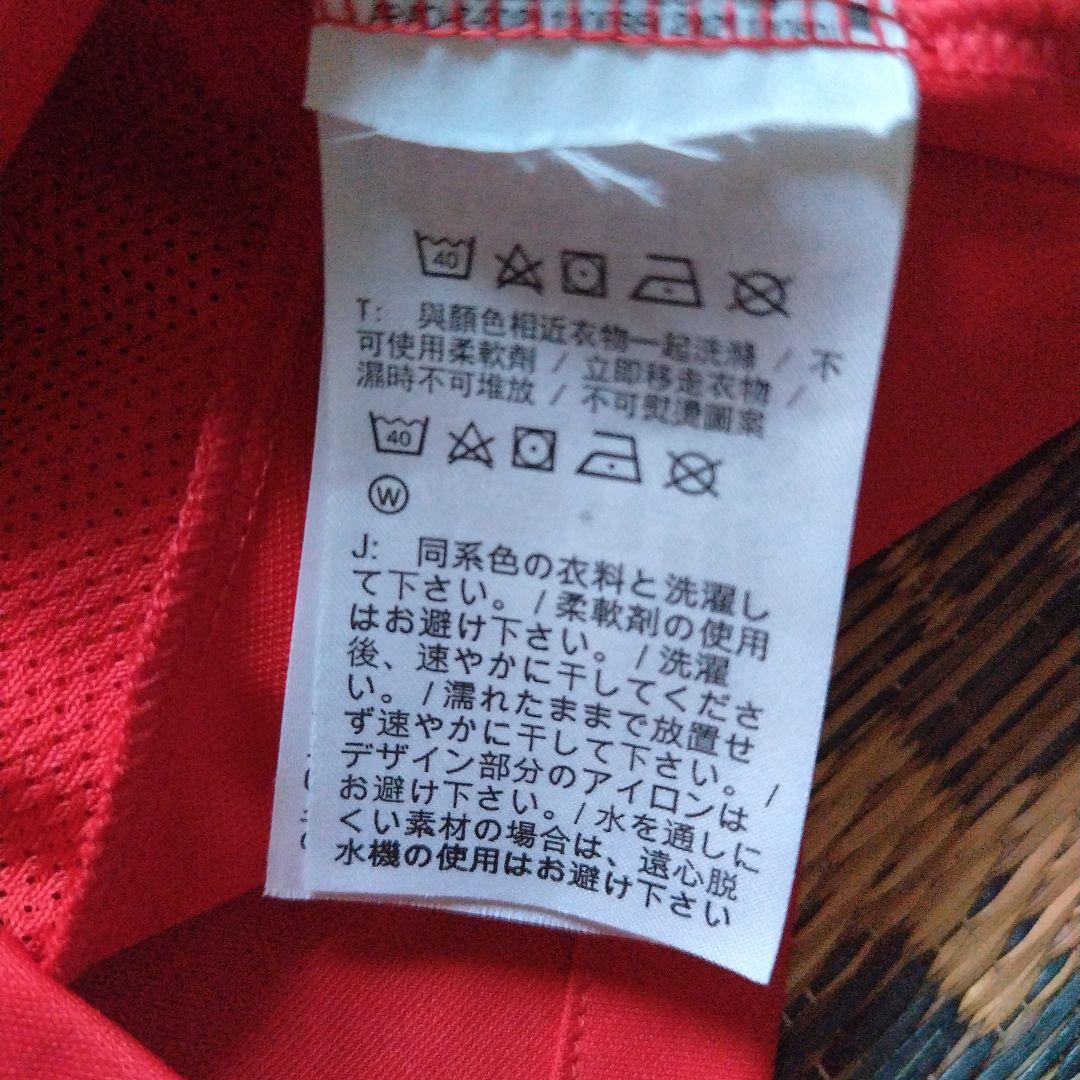 40
T: 與顏色相近衣物一起洗滌 / 不
可使用柔軟劑 / 立即移走衣物 /
濕時不可堆放 / 不可熨燙圖案
40
W
J: 同系色の衣料と洗濯し
て下さい。/ 柔軟剤の使用
はお避け下さい。/ 洗濯
後、速やかに干してくださ
い。/ 濡れたままで放置せ
ず速やかに干して下さい。/
デザイン部分のアイロンは
お避け下さい。/ 水を通しに
くい素材の場合は、遠心脱
水機の使用はお避け下さい